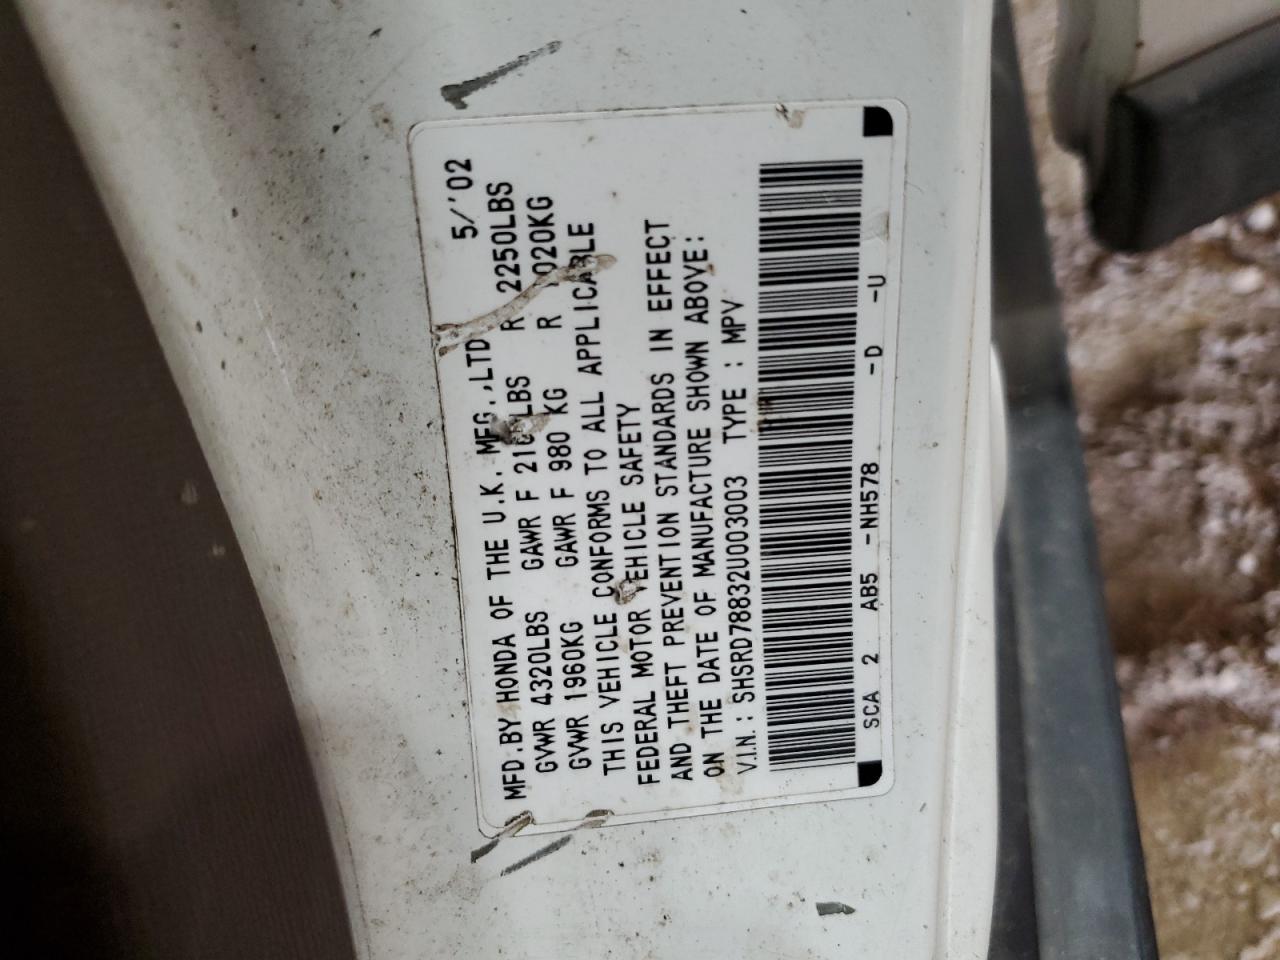 MFD.BY HONDA OF THE U.K. MFG.,LTD 5/'02
GVWR 4320LBS GAWR F LBS R 2250LBS
GVWR 1960KG GAWR F 980 KG R 1020KG
THIS VEHICLE CONFORMS TO ALL APPLICABLE
FEDERAL MOTOR VEHICLE SAFETY
AND THEFT PREVENTION STANDARDS IN EFFECT
ON THE DATE OF MANUFACTURE SHOWN ABOVE:
V.I.N.: SHSRD78832U003003 TYPE : MPV
SCA 2 AB5 -NH578 -D -U